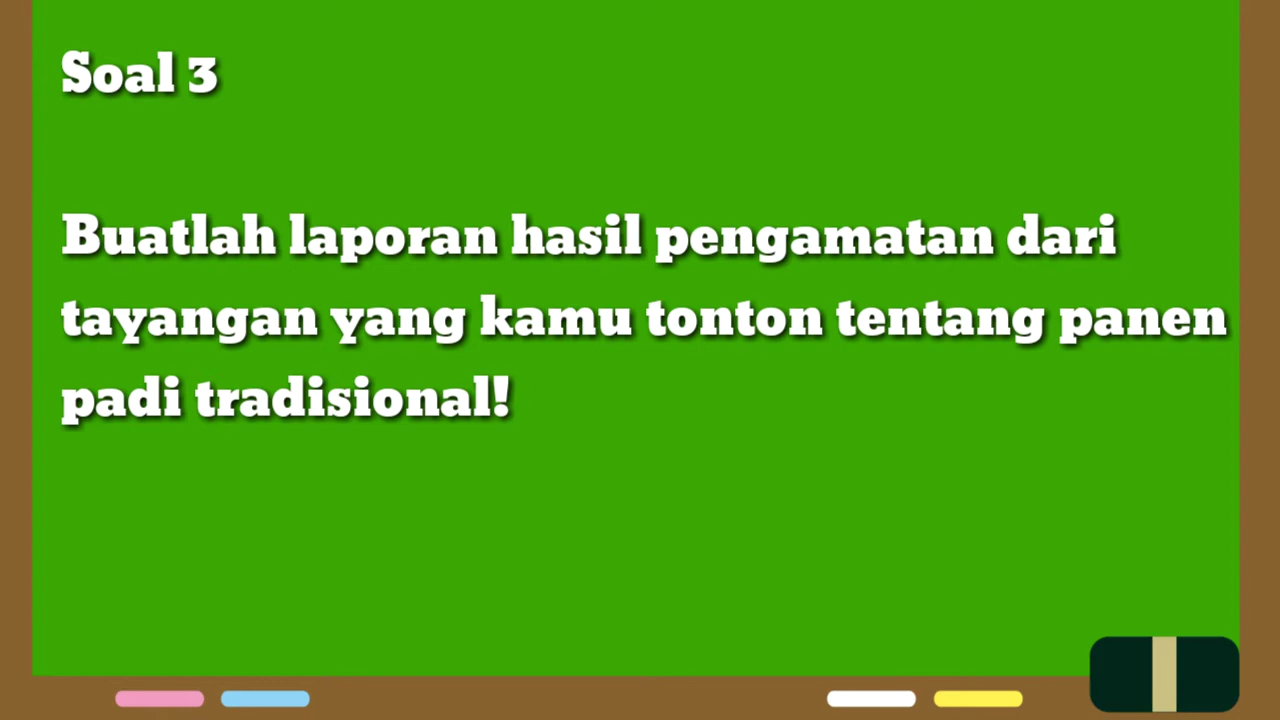 Soal 3
Buatlah laporan hasil pengamatan dari
tayangan yang kamu tonton tentang panen
padi tradisional!